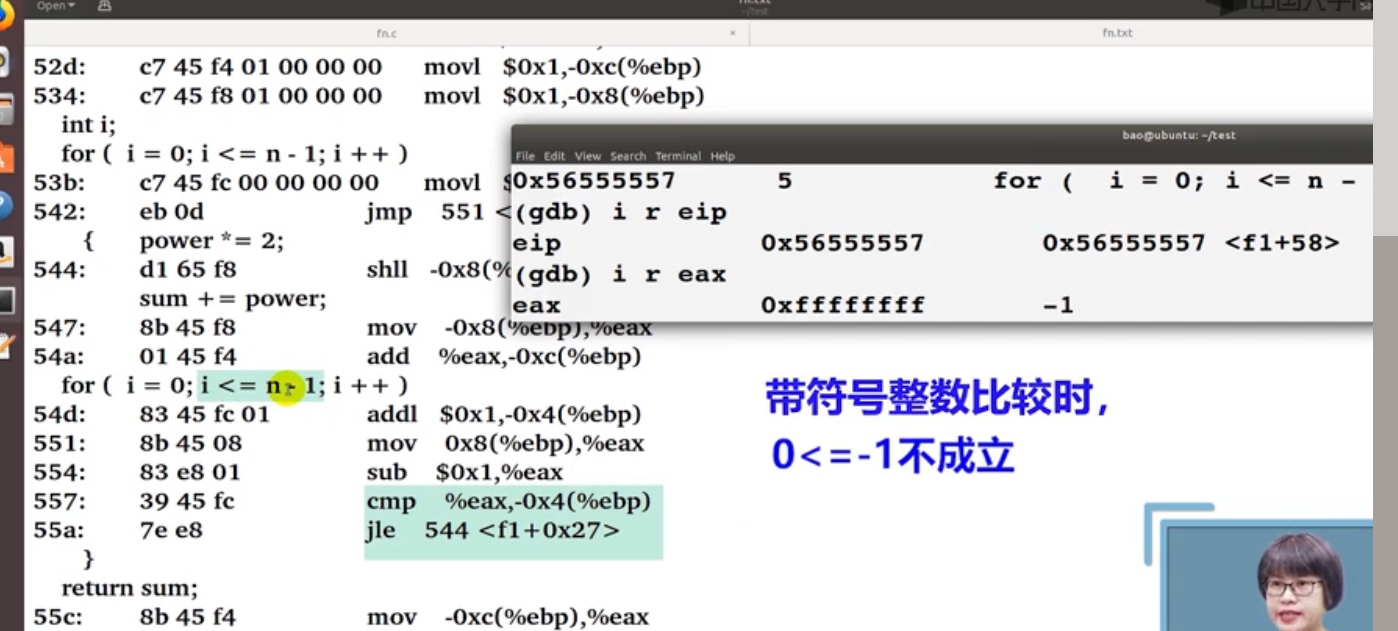 Open
fn.txt
~/test
fn.c
×
fn.txt
52d: c7 45 f4 01 00 00 00 movl $0x1,-0xc(%ebp)
534: c7 45 f8 01 00 00 00 movl $0x1,-0x8(%ebp)
int i;
for ( i = 0; i <= n - 1; i ++ )
53b: c7 45 fc 00 00 00 00 movl $
542: eb 0d jmp 551 <
{ power *= 2;
544: d1 65 f8 shll -0x8(%
sum += power;
547: 8b 45 f8 mov -0x8(%ebp),%eax
54a: 01 45 f4 add %eax,-0xc(%ebp)
for ( i = 0; i <= n - 1; i ++ )
54d: 83 45 fc 01 addl $0x1,-0x4(%ebp)
551: 8b 45 08 mov 0x8(%ebp),%eax
554: 83 e8 01 sub $0x1,%eax
557: 39 45 fc cmp %eax,-0x4(%ebp)
55a: 7e e8 jle 544 <f1+0x27>
}
return sum;
55c: 8b 45 f4 mov -0xc(%ebp),%eax
bao@ubuntu: ~/test
File Edit View Search Terminal Help
0x56555557 5 for ( i = 0; i <= n -
(gdb) i r eip
eip 0x56555557 0x56555557 <f1+58>
(gdb) i r eax
eax 0xffffffff -1
带符号整数比较时，
0<=-1不成立